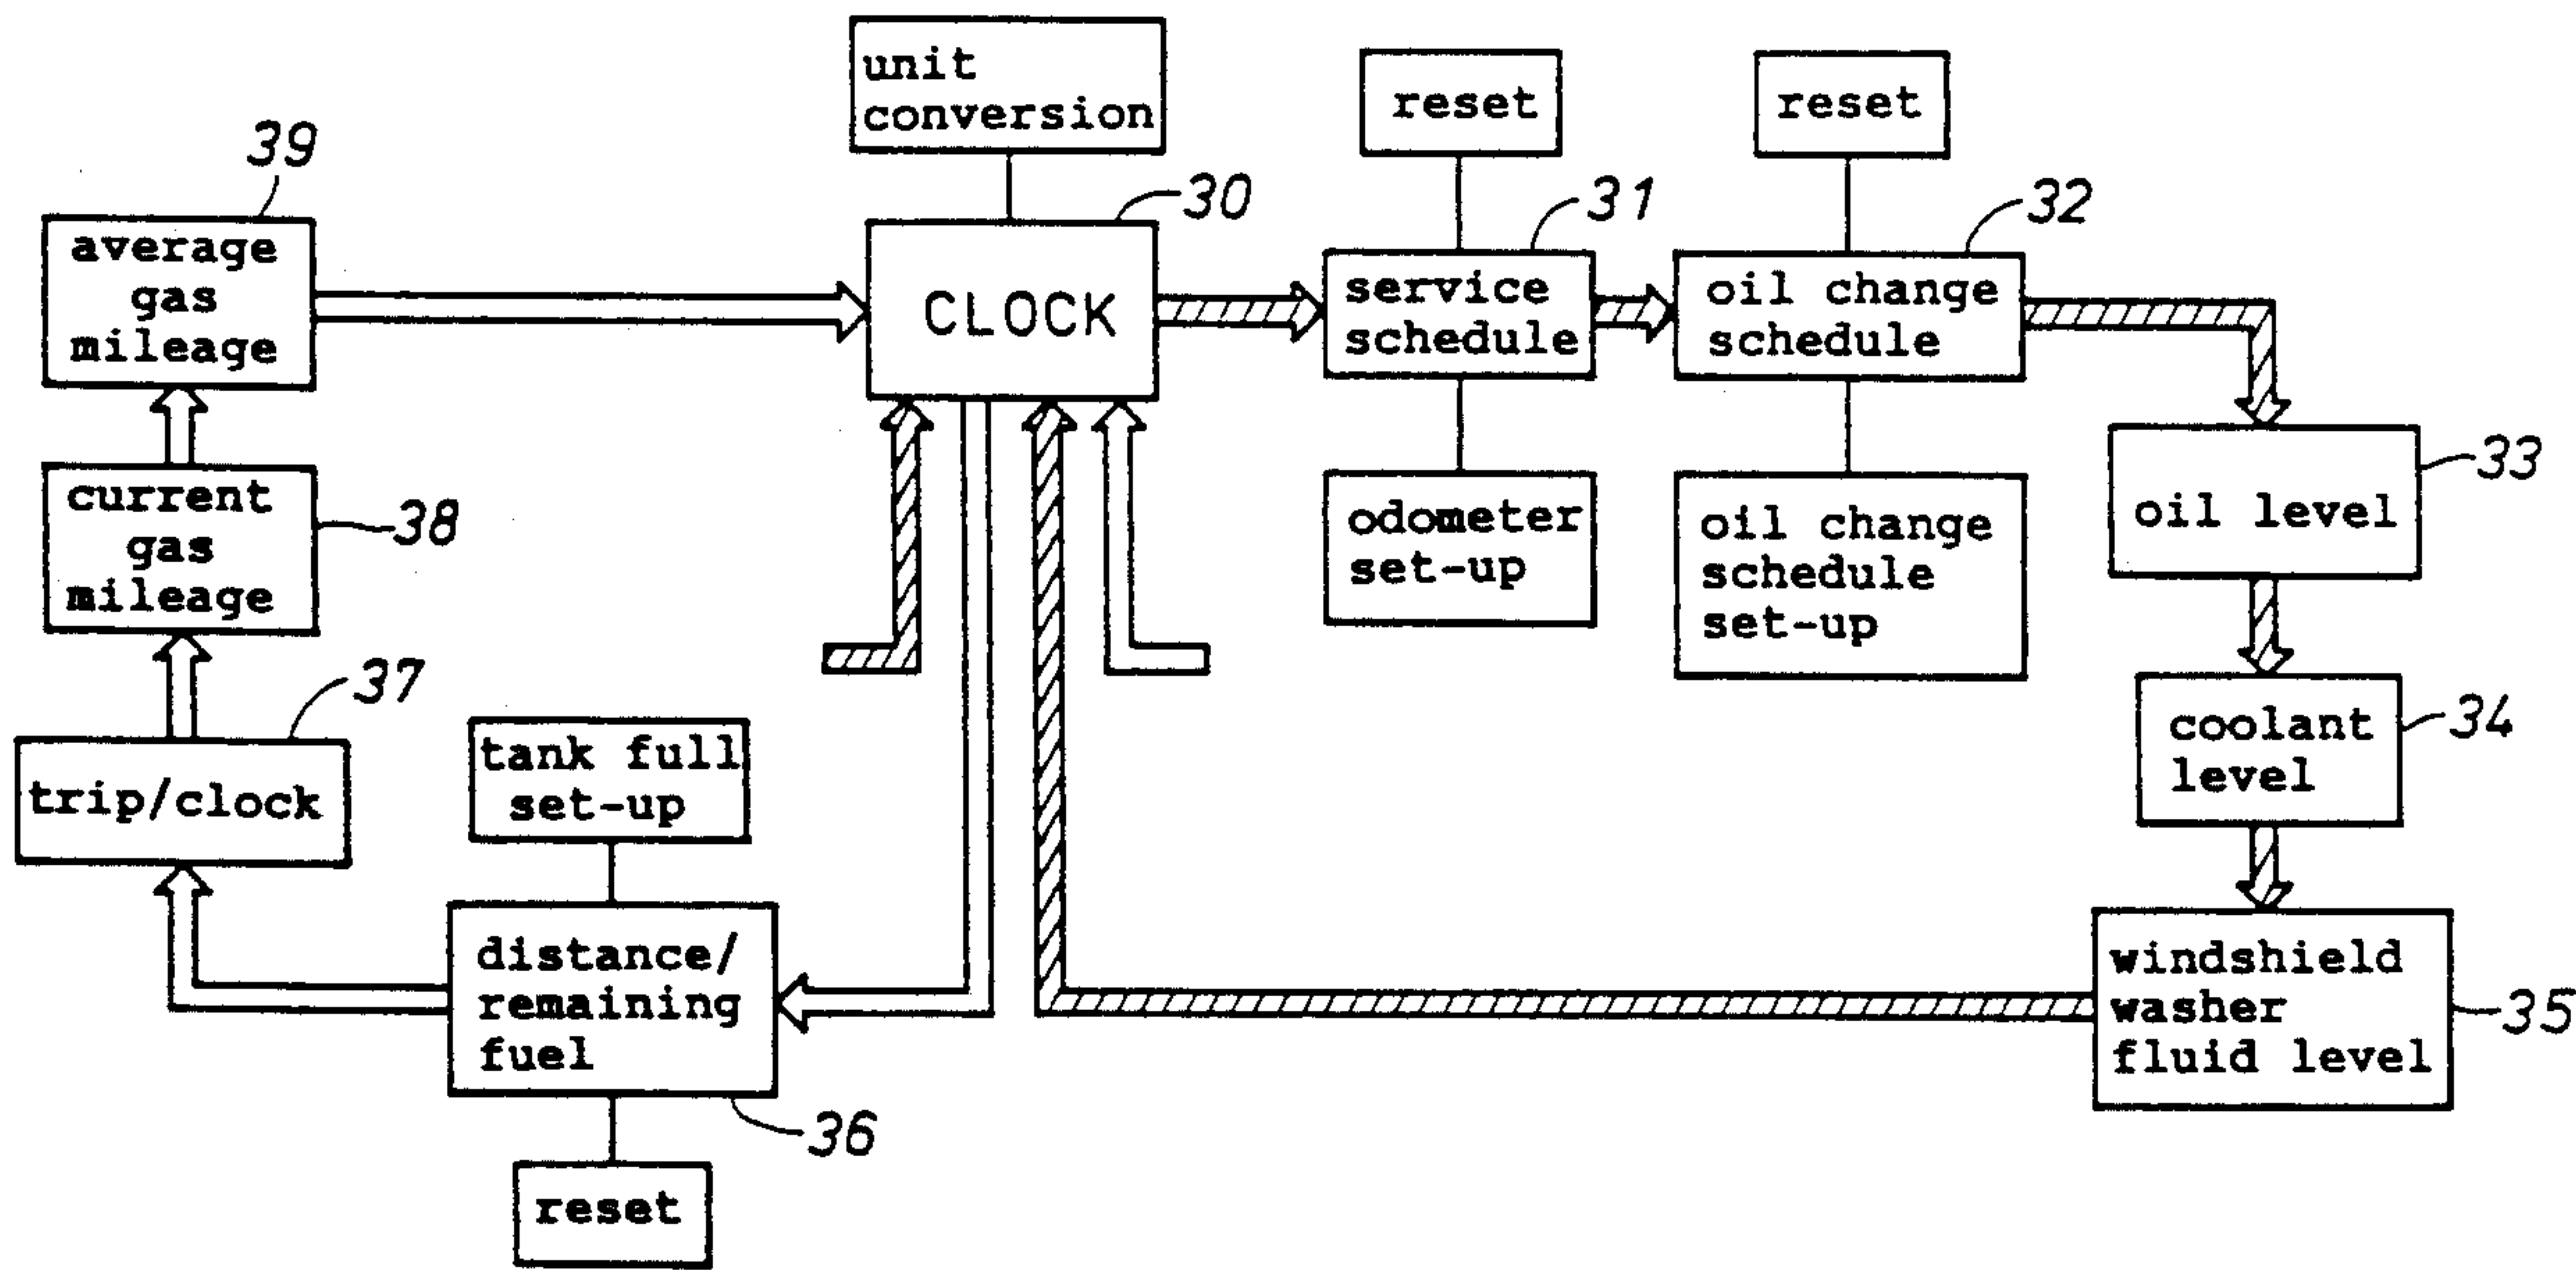 unit
conversion
reset
reset
39
30
31
32
average
gas
mileage
CLOCK
service
schedule
oil change
schedule
33
current
gas
mileage
38
odometer
set-up
oil change
schedule
set-up
oil level
37
trip/clock
tank full
set-up
coolant
level
34
distance/
remaining
fuel
36
windshield
washer
fluid level
35
reset